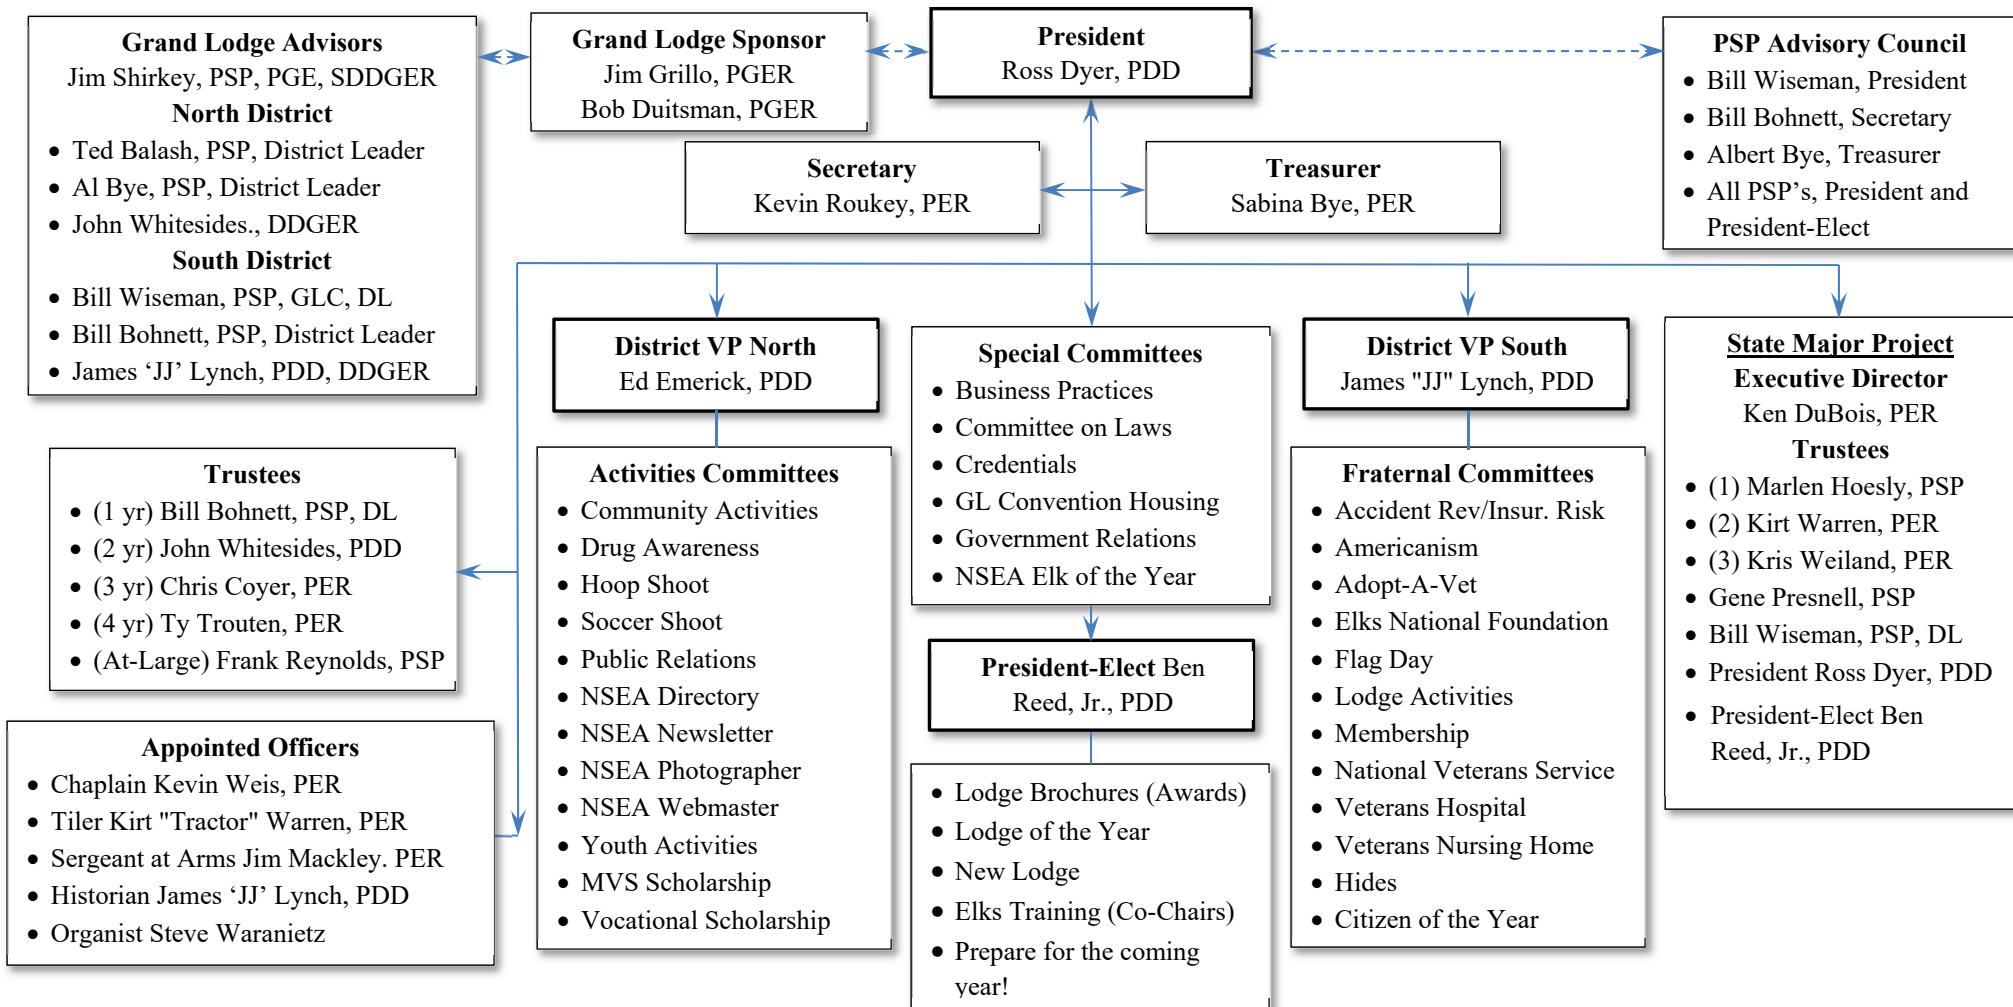 Grand Lodge Advisors
Jim Shirkey, PSP, PGE, SDDGER
North District
• Ted Balash, PSP, District Leader
• Al Bye, PSP, District Leader
• John Whitesides., DDGER
South District
• Bill Wiseman, PSP, GLC, DL
• Bill Bohnett, PSP, District Leader
• James ‘JJ’ Lynch, PDD, DDGER
Grand Lodge Sponsor
Jim Grillo, PGER
Bob Duitsman, PGER
President
Ross Dyer, PDD
PSP Advisory Council
• Bill Wiseman, President
• Bill Bohnett, Secretary
• Albert Bye, Treasurer
• All PSP’s, President and
President-Elect
Secretary
Kevin Roukey, PER
Treasurer
Sabina Bye, PER
District VP North
Ed Emerick, PDD
Special Committees
• Business Practices
• Committee on Laws
• Credentials
• GL Convention Housing
• Government Relations
• NSEA Elk of the Year
District VP South
James "JJ" Lynch, PDD
State Major Project
Executive Director
Ken DuBois, PER
Trustees
• (1) Marlen Hoesly, PSP
• (2) Kirt Warren, PER
• (3) Kris Weiland, PER
• Gene Presnell, PSP
• Bill Wiseman, PSP, DL
• President Ross Dyer, PDD
• President-Elect Ben
Reed, Jr., PDD
Trustees
• (1 yr) Bill Bohnett, PSP, DL
• (2 yr) John Whitesides, PDD
• (3 yr) Chris Coyer, PER
• (4 yr) Ty Trouten, PER
• (At-Large) Frank Reynolds, PSP
Activities Committees
• Community Activities
• Drug Awareness
• Hoop Shoot
• Soccer Shoot
• Public Relations
• NSEA Directory
• NSEA Newsletter
• NSEA Photographer
• NSEA Webmaster
• Youth Activities
• MVS Scholarship
• Vocational Scholarship
President-Elect Ben
Reed, Jr., PDD
• Lodge Brochures (Awards)
• Lodge of the Year
• New Lodge
• Elks Training (Co-Chairs)
• Prepare for the coming
year!
Fraternal Committees
• Accident Rev/Insur. Risk
• Americanism
• Adopt-A-Vet
• Elks National Foundation
• Flag Day
• Lodge Activities
• Membership
• National Veterans Service
• Veterans Hospital
• Veterans Nursing Home
• Hides
• Citizen of the Year
Appointed Officers
• Chaplain Kevin Weis, PER
• Tiler Kirt "Tractor" Warren, PER
• Sergeant at Arms Jim Mackley. PER
• Historian James ‘JJ’ Lynch, PDD
• Organist Steve Waranietz